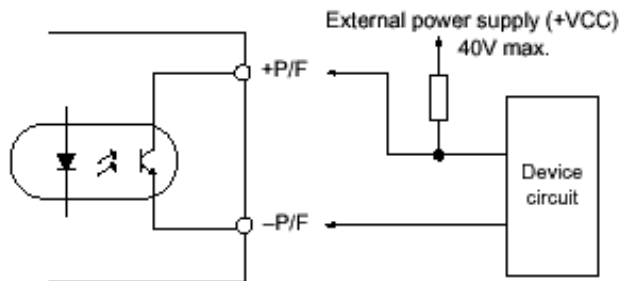 External power supply (+VCC)
40V max.
+P/F
Device
circuit
–P/F